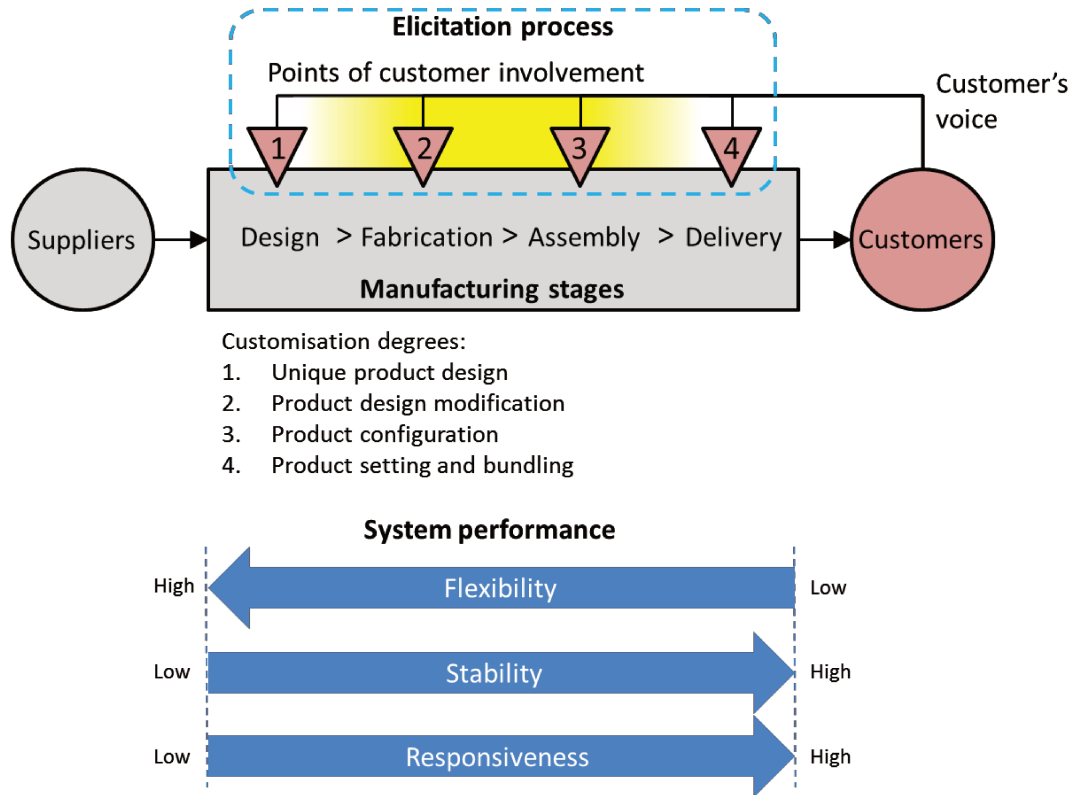 Elicitation process
Points of customer involvement
Customer's
voice
1
2
3
4
Suppliers
Design > Fabrication > Assembly > Delivery
Customers
Manufacturing stages
Customisation degrees:
1. Unique product design
2. Product design modification
3. Product configuration
4. Product setting and bundling
System performance
High
Flexibility
Low
Low
Stability
High
Low
Responsiveness
High